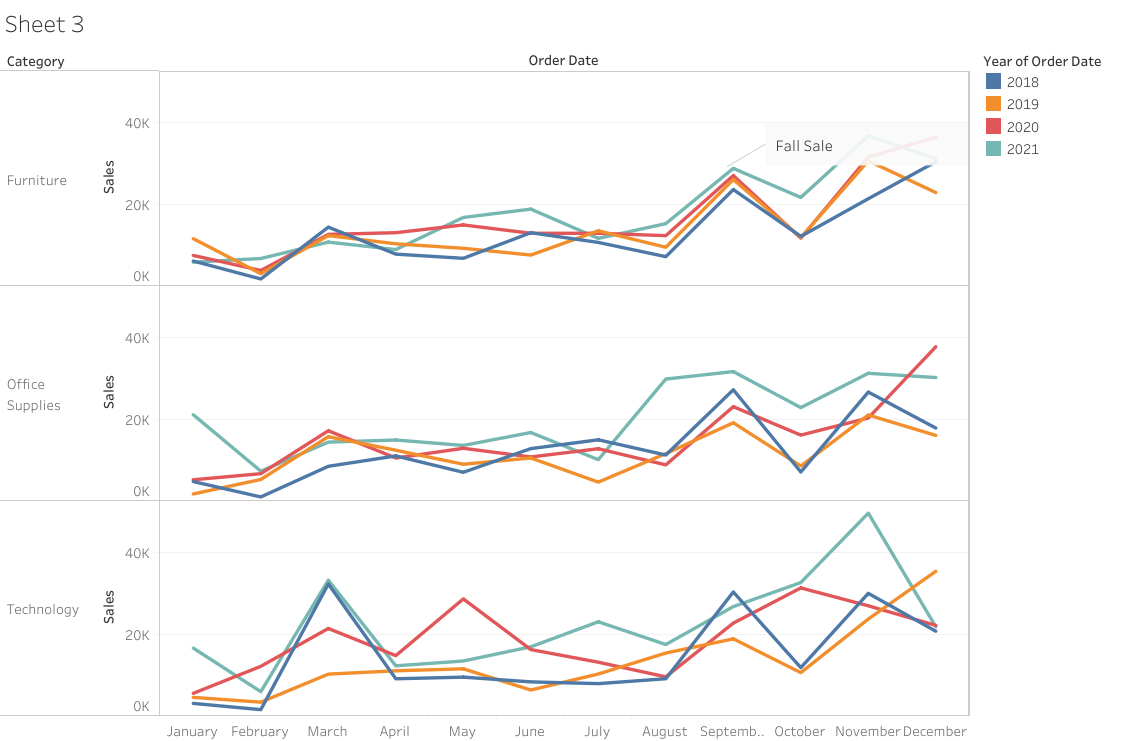 Sheet 3
Category
Order Date
Year of Order Date
2018
2019
2020
2021
Furniture
Sales
40K
20K
0K
Fall Sale
Office
Supplies
Sales
40K
20K
0K
Technology
Sales
40K
20K
0K
January February March April May June July August Septemb.. October November December